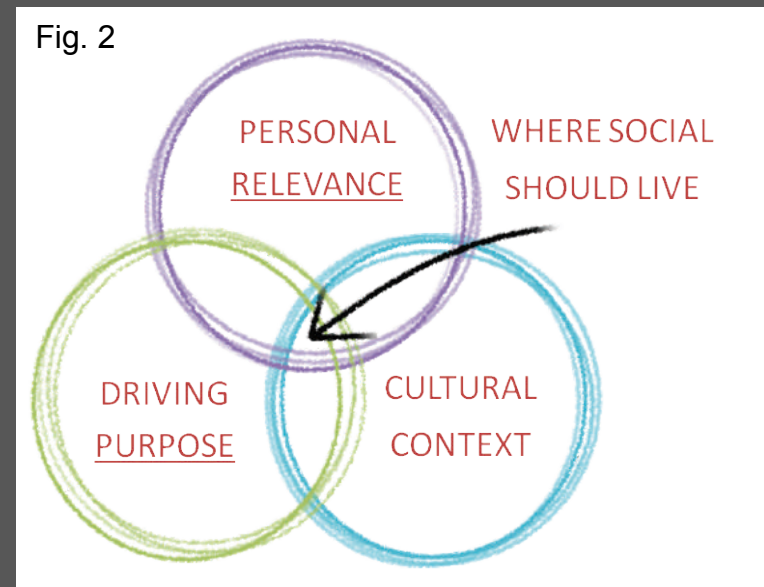 Fig. 2
PERSONAL
RELEVANCE
WHERE SOCIAL
SHOULD LIVE
DRIVING
PURPOSE
CULTURAL
CONTEXT